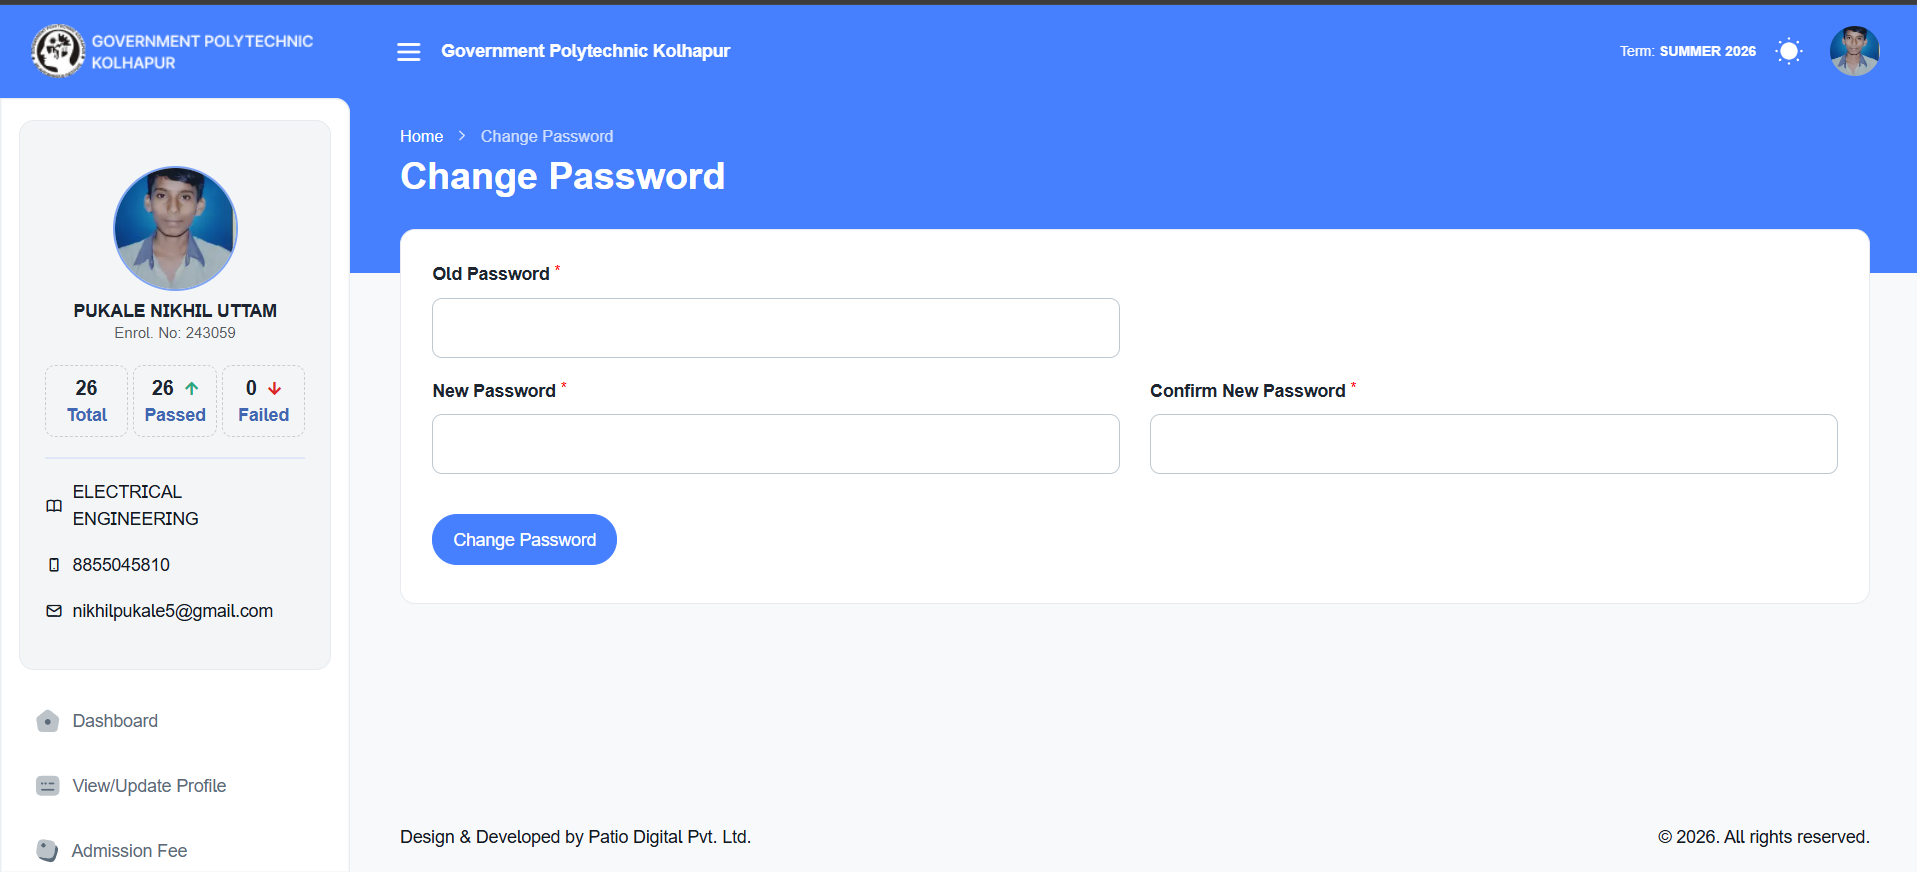 GOVERNMENT POLYTECHNIC
KOLHAPUR
Government Polytechnic Kolhapur
Term: SUMMER 2026
PUKALE NIKHIL UTTAM
Enrol. No: 243059
26 26 0
Total Passed Failed
ELECTRICAL
ENGINEERING
8855045810
nikhilpukale5@gmail.com
Dashboard
View/Update Profile
Admission Fee
Home > Change Password
Change Password
Old Password *
New Password *
Confirm New Password *
Change Password
Design & Developed by Patio Digital Pvt. Ltd.
© 2026. All rights reserved.